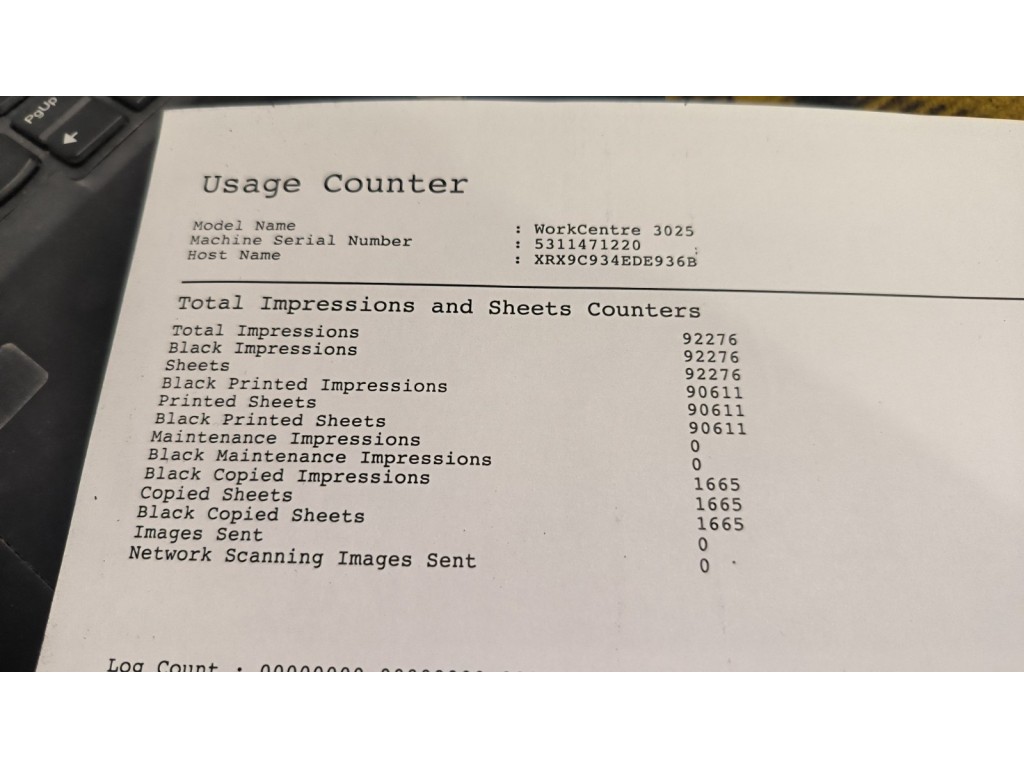 PgUp
Usage Counter
Model Name : WorkCentre 3025
Machine Serial Number : 5311471220
Host Name : XRX9C934EDE936B
Total Impressions and Sheets Counters
Total Impressions 92276
Black Impressions 92276
Sheets 92276
Black Printed Impressions 90611
Printed Sheets 90611
Black Printed Sheets 90611
Maintenance Impressions 0
Black Maintenance Impressions 0
Black Copied Impressions 1665
Copied Sheets 1665
Black Copied Sheets 1665
Images Sent 0
Network Scanning Images Sent 0
Log Count :